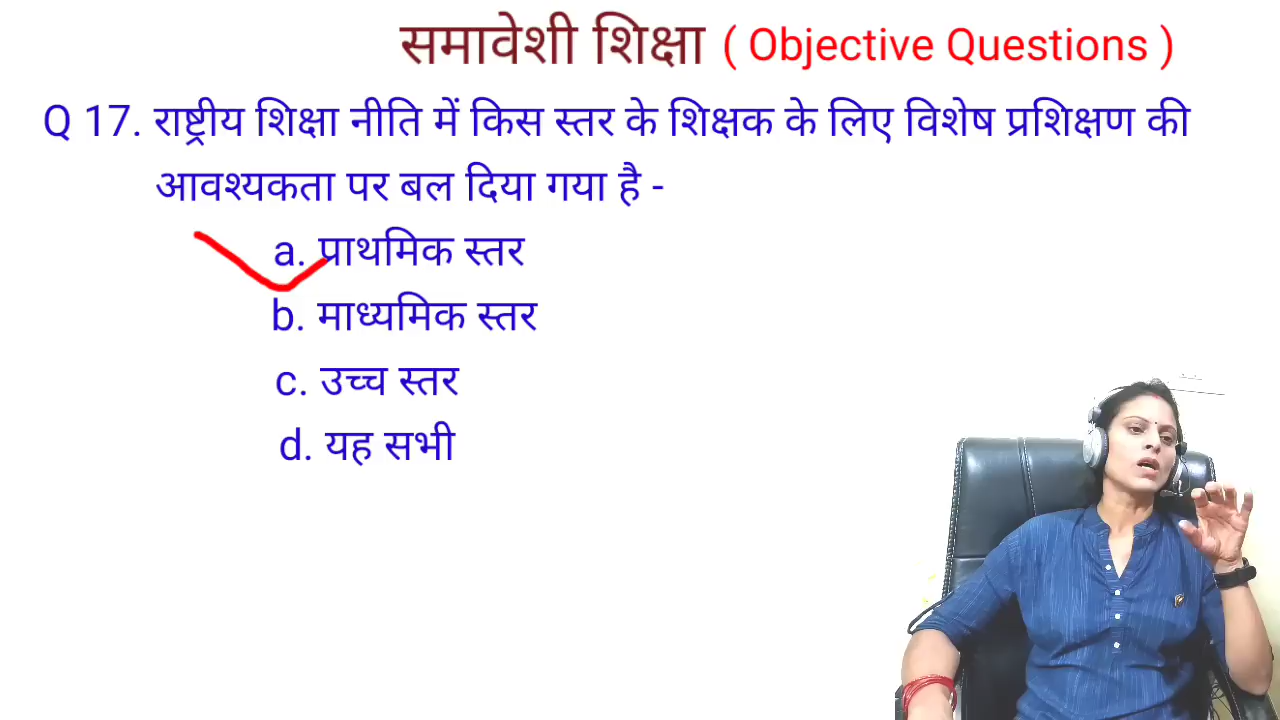 समावेशी शिक्षा ( Objective Questions )
Q 17. राष्ट्रीय शिक्षा नीति में किस स्तर के शिक्षक के लिए विशेष प्रशिक्षण की
आवश्यकता पर बल दिया गया है -
a. प्राथमिक स्तर
b. माध्यमिक स्तर
c. उच्च स्तर
d. यह सभी